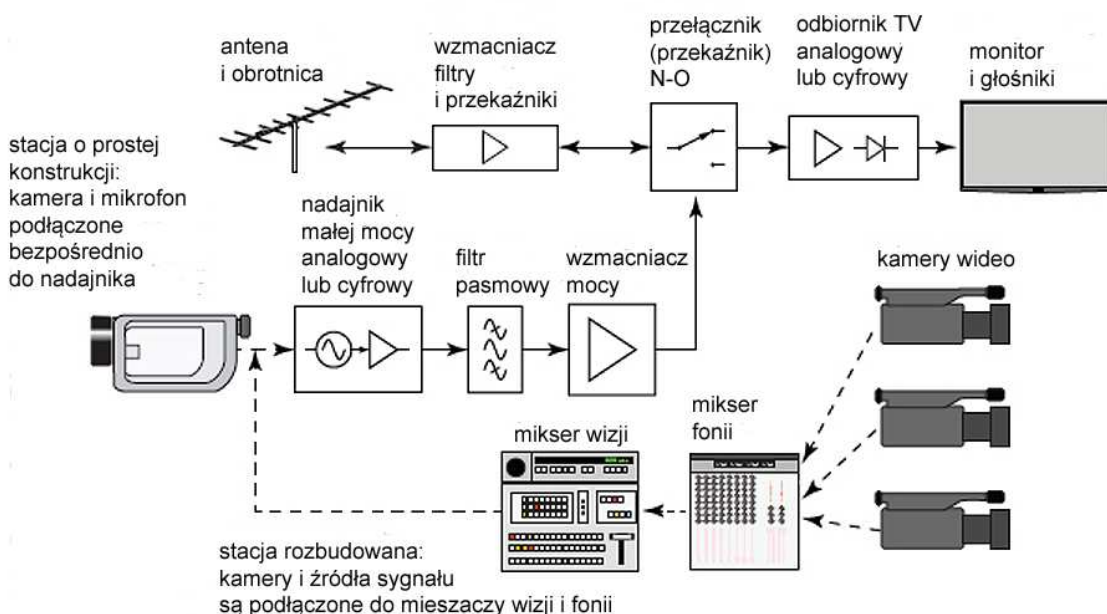 antena
i obrotnica
wzmacniacz
filtry
i przekaźniki
przełącznik
(przekaźnik)
N-O
odbiornik TV
analogowy
lub cyfrowy
monitor
i głośniki
stacja o prostej
konstrukcji:
kamera i mikrofon
podłączone
bezpośrednio
do nadajnika
nadajnik
małej mocy
analogowy
lub cyfrowy
filtr
pasmowy
wzmacniacz
mocy
kamery wideo
mikser wizji
mikser
fonii
stacja rozbudowana:
kamery i źródła sygnału
są podłączone do mieszaczy wizji i fonii